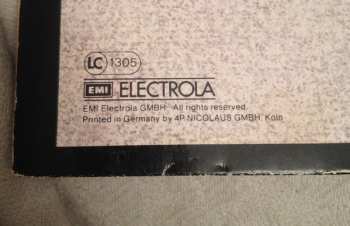 LC 1305
EMI ELECTROLA
EMI Electrola GMBH · All rights reserved.
Printed in Germany by 4P NICOLAUS GMBH, Köln